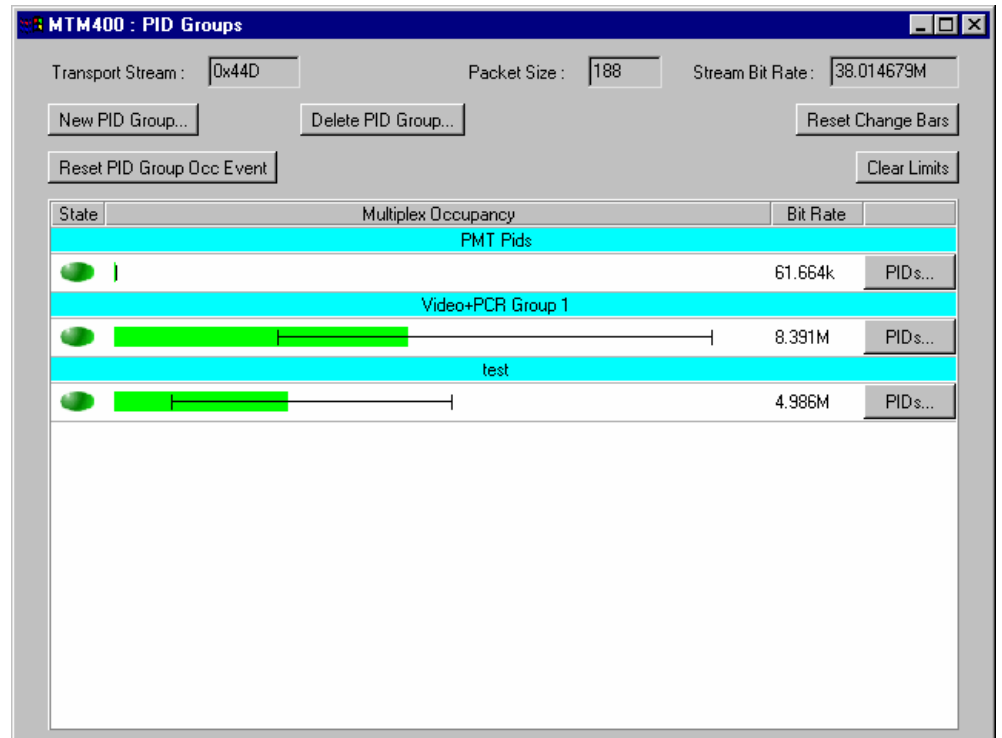 MTM400 : PID Groups
Transport Stream : 0x44D Packet Size : 188 Stream Bit Rate : 38.014679M
New PID Group... Delete PID Group... Reset Change Bars
Reset PID Group Occ Event Clear Limits
State Multiplex Occupancy Bit Rate
PMT Pids
61.664k PIDs...
Video+PCR Group 1
8.391M PIDs...
test
4.986M PIDs...